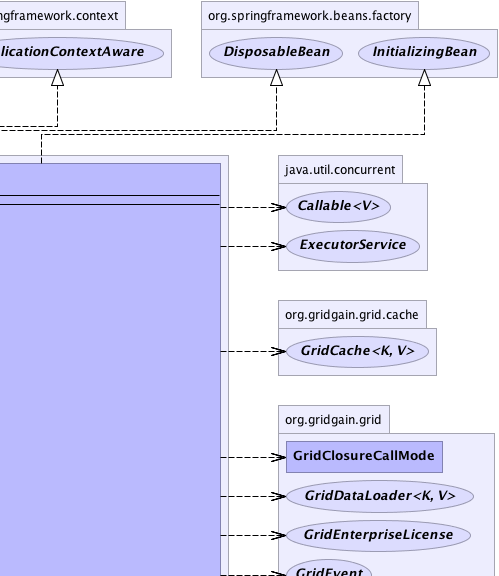 ngframework.context
org.springframework.beans.factory
licationContextAware
DisposableBean
InitializingBean
java.util.concurrent
Callable<V>
ExecutorService
org.gridgain.grid.cache
GridCache<K, V>
org.gridgain.grid
GridClosureCallMode
GridDataLoader<K, V>
GridEnterpriseLicense
GridEvent